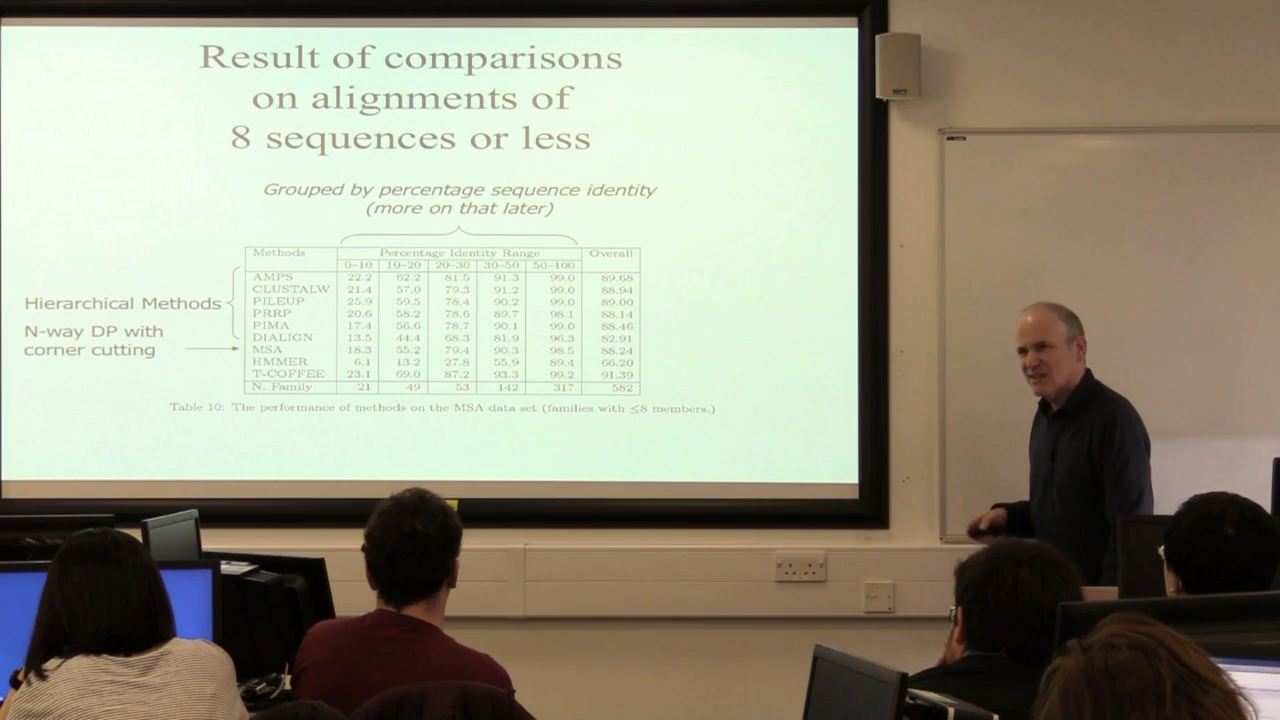 Result of comparisons
on alignments of
8 sequences or less
Grouped by percentage sequence identity
(more on that later)
Methods Percentage Identity Range Overall
0–10 10–20 20–30 30–50 50–100
AMPS 22.2 62.2 81.5 91.3 99.0 89.68
CLUSTALW 21.4 57.0 79.3 91.2 99.0 88.94
PILEUP 25.9 59.5 78.4 90.2 99.0 89.00
PRRP 20.6 58.2 78.6 89.7 98.1 88.14
PIMA 17.4 56.6 78.7 90.1 99.0 88.46
DIALIGN 13.5 44.4 68.3 81.9 96.3 82.91
MSA 18.3 55.2 79.4 90.3 98.5 88.24
HMMER 6.1 13.2 27.8 55.9 89.4 66.20
T-COFFEE 23.1 69.0 87.2 93.3 99.2 91.39
N. Family 21 49 53 142 317 582
Hierarchical Methods
N-way DP with
corner cutting
Table 10: The performance of methods on the MSA data set (families with ≤8 members.)